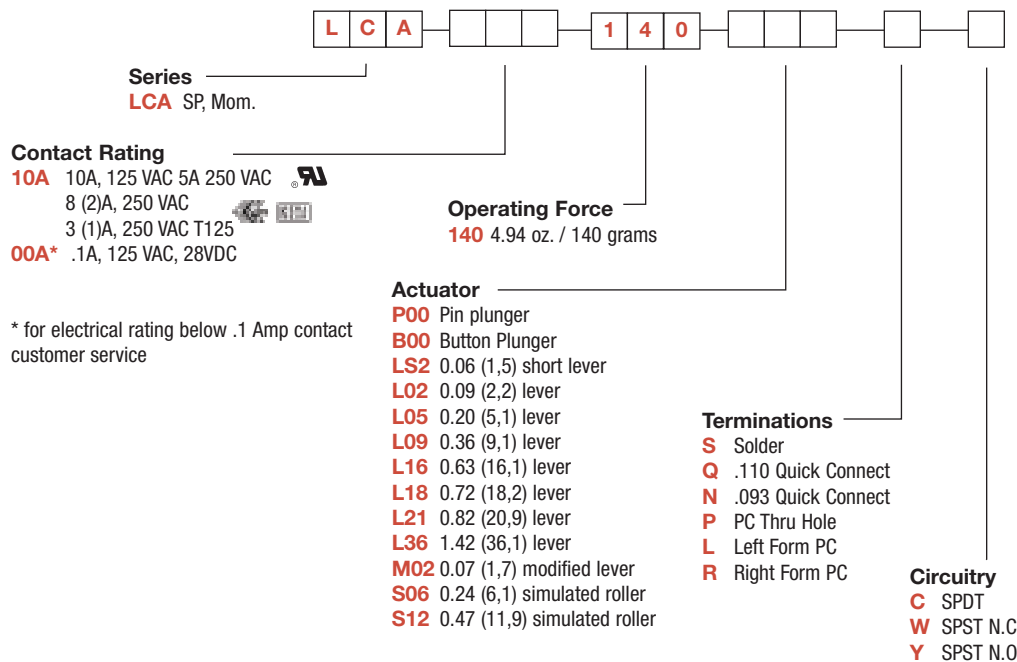 L C A 1 4 0
Series
LCA SP, Mom.
Contact Rating
10A 10A, 125 VAC 5A 250 VAC
8 (2)A, 250 VAC
3 (1)A, 250 VAC T125
00A* .1A, 125 VAC, 28VDC
* for electrical rating below .1 Amp contact
customer service
Operating Force
140 4.94 oz. / 140 grams
Actuator
P00 Pin plunger
B00 Button Plunger
LS2 0.06 (1,5) short lever
L02 0.09 (2,2) lever
L05 0.20 (5,1) lever
L09 0.36 (9,1) lever
L16 0.63 (16,1) lever
L18 0.72 (18,2) lever
L21 0.82 (20,9) lever
L36 1.42 (36,1) lever
M02 0.07 (1,7) modified lever
S06 0.24 (6,1) simulated roller
S12 0.47 (11,9) simulated roller
Terminations
S Solder
Q .110 Quick Connect
N .093 Quick Connect
P PC Thru Hole
L Left Form PC
R Right Form PC
Circuitry
C SPDT
W SPST N.C
Y SPST N.O